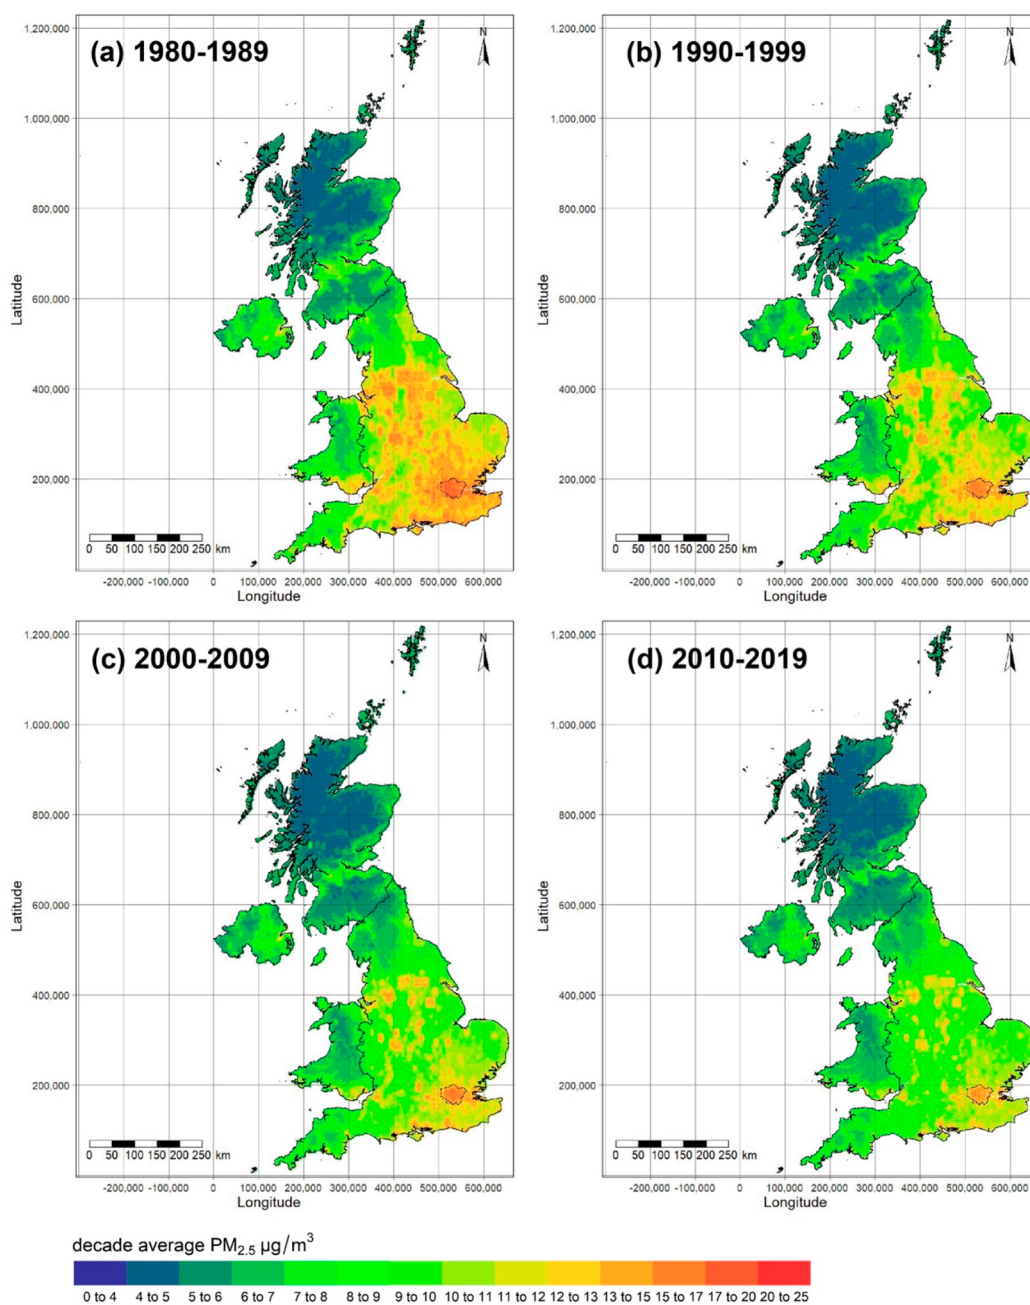 (a) 1980-1989
N
1,200,000
1,000,000
800,000
600,000
400,000
200,000
0
Latitude
0 50 100 150 200 250 km
-200,000 -100,000 0 100,000 200,000 300,000 400,000 500,000 600,000
Longitude
(b) 1990-1999
N
1,200,000
1,000,000
800,000
600,000
400,000
200,000
0
Latitude
0 50 100 150 200 250 km
-200,000 -100,000 0 100,000 200,000 300,000 400,000 500,000 600,000
Longitude
(c) 2000-2009
N
1,200,000
1,000,000
800,000
600,000
400,000
200,000
0
Latitude
0 50 100 150 200 250 km
-200,000 -100,000 0 100,000 200,000 300,000 400,000 500,000 600,000
Longitude
(d) 2010-2019
N
1,200,000
1,000,000
800,000
600,000
400,000
200,000
0
Latitude
0 50 100 150 200 250 km
-200,000 -100,000 0 100,000 200,000 300,000 400,000 500,000 600,000
Longitude
decade average PM2.5 µg/m³
0 to 4 4 to 5 5 to 6 6 to 7 7 to 8 8 to 9 9 to 10 10 to 11 11 to 12 12 to 13 13 to 15 15 to 17 17 to 20 20 to 25